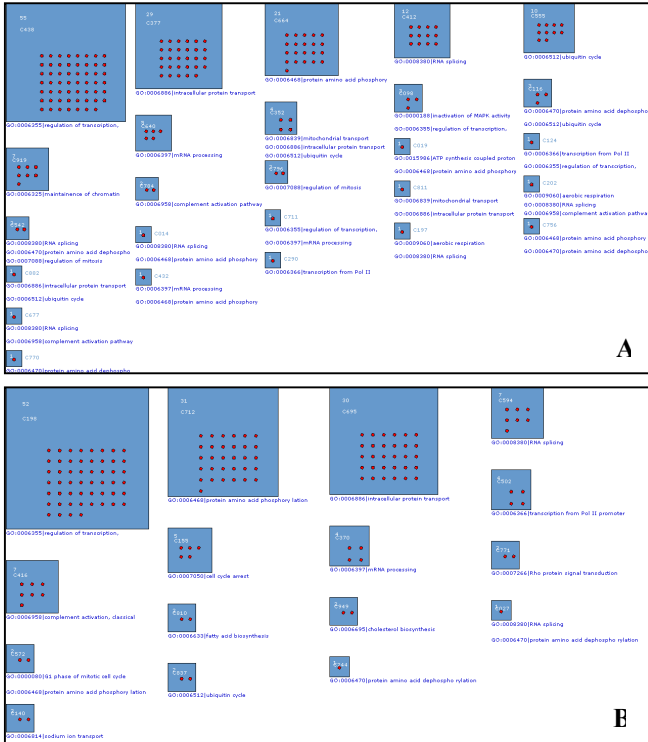 55
C438
GO:0006355|regulation of transcription,
29
C377
GO:0006886|intracellular protein transport
21
C664
GO:0006468|protein amino acid phosphory
12
C412
GO:0008380|RNA splicing
10
C555
GO:0006512|ubiquitin cycle
C919
GO:0006325|maintainence of chromatin
C640
GO:0006397|mRNA processing
C352
GO:0006839|mitochondrial transport
GO:0006886|intracellular protein transport
GO:0006512|ubiquitin cycle
GO:0000188|inactivation of MAPK activity
GO:0006355|regulation of transcription,
C116
GO:0006470|protein amino acid dephospho
GO:0006512|ubiquitin cycle
GO:0006958|complement activation pathway
GO:0007088|regulation of mitosis
C019
GO:0015986|ATP synthesis coupled proton
GO:0006468|protein amino acid phosphory
C124
GO:0006366|transcription from Pol II
GO:0006355|regulation of transcription,
GO:0008380|RNA splicing
GO:0006470|protein amino acid dephospho
GO:0007088|regulation of mitosis
C014
GO:0008380|RNA splicing
GO:0006468|protein amino acid phosphory
C711
GO:0006355|regulation of transcription,
GO:0006397|mRNA processing
C811
GO:0006839|mitochondrial transport
GO:0006886|intracellular protein transport
GO:0009060|aerobic respiration
GO:0008380|RNA splicing
GO:0006958|complement activation pathwa
C882
GO:0006886|intracellular protein transport
GO:0006512|ubiquitin cycle
C432
GO:0006397|mRNA processing
GO:0006468|protein amino acid phosphory
C290
GO:0006366|transcription from Pol II
C197
GO:0009060|aerobic respiration
GO:0008380|RNA splicing
C756
GO:0006468|protein amino acid phosphory
GO:0006470|protein amino acid dephospho
C677
GO:0008380|RNA splicing
GO:0006958|complement activation pathway
C770
GO:0006470|protein amino acid dephospho
A
52
C198
GO:0006355|regulation of transcription,
31
C712
GO:0006468|protein amino acid phosphory lation
30
C695
GO:0006886|intracellular protein transport
7
C594
GO:0008380|RNA splicing
C502
GO:0006366|transcription from Pol II promoter
7
C416
GO:0006958|complement activation, classical
5
C155
GO:0007050|cell cycle arrest
C370
GO:0006397|mRNA processing
C771
GO:0007266|Rho protein signal transduction
GO:0006633|fatty acid biosynthesis
GO:0006695|cholesterol biosynthesis
GO:0008380|RNA splicing
GO:0006470|protein amino acid dephospho rylation
C572
GO:0000080|G1 phase of mitotic cell cycle
GO:0006468|protein amino acid phosphory lation
C837
GO:0006512|ubiquitin cycle
GO:0006470|protein amino acid dephospho rylation
C140
GO:0006814|sodium ion transport
B